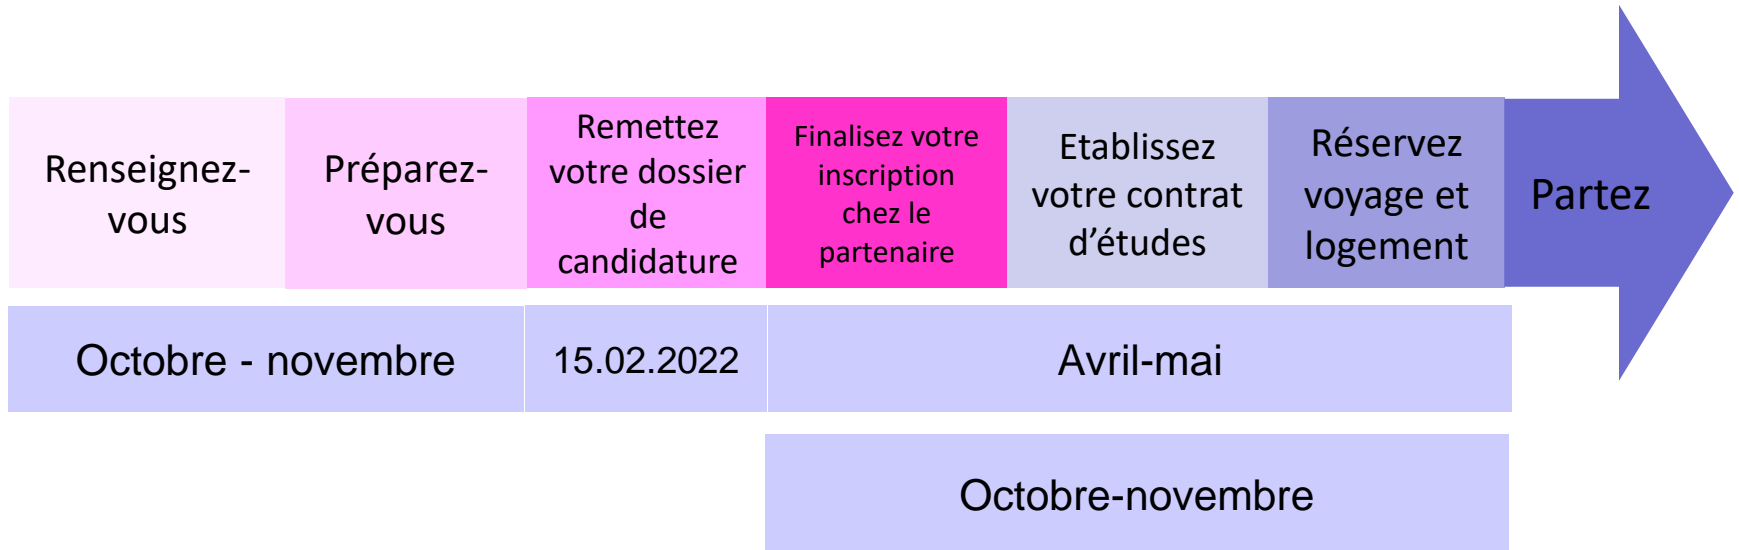 Renseignez-
vous
Préparez-
vous
Remettez
votre dossier
de
candidature
Finalisez votre
inscription
chez le
partenaire
Etablissez
votre contrat
d’études
Réservez
voyage et
logement
Partez
Octobre - novembre
15.02.2022
Avril-mai
Octobre-novembre